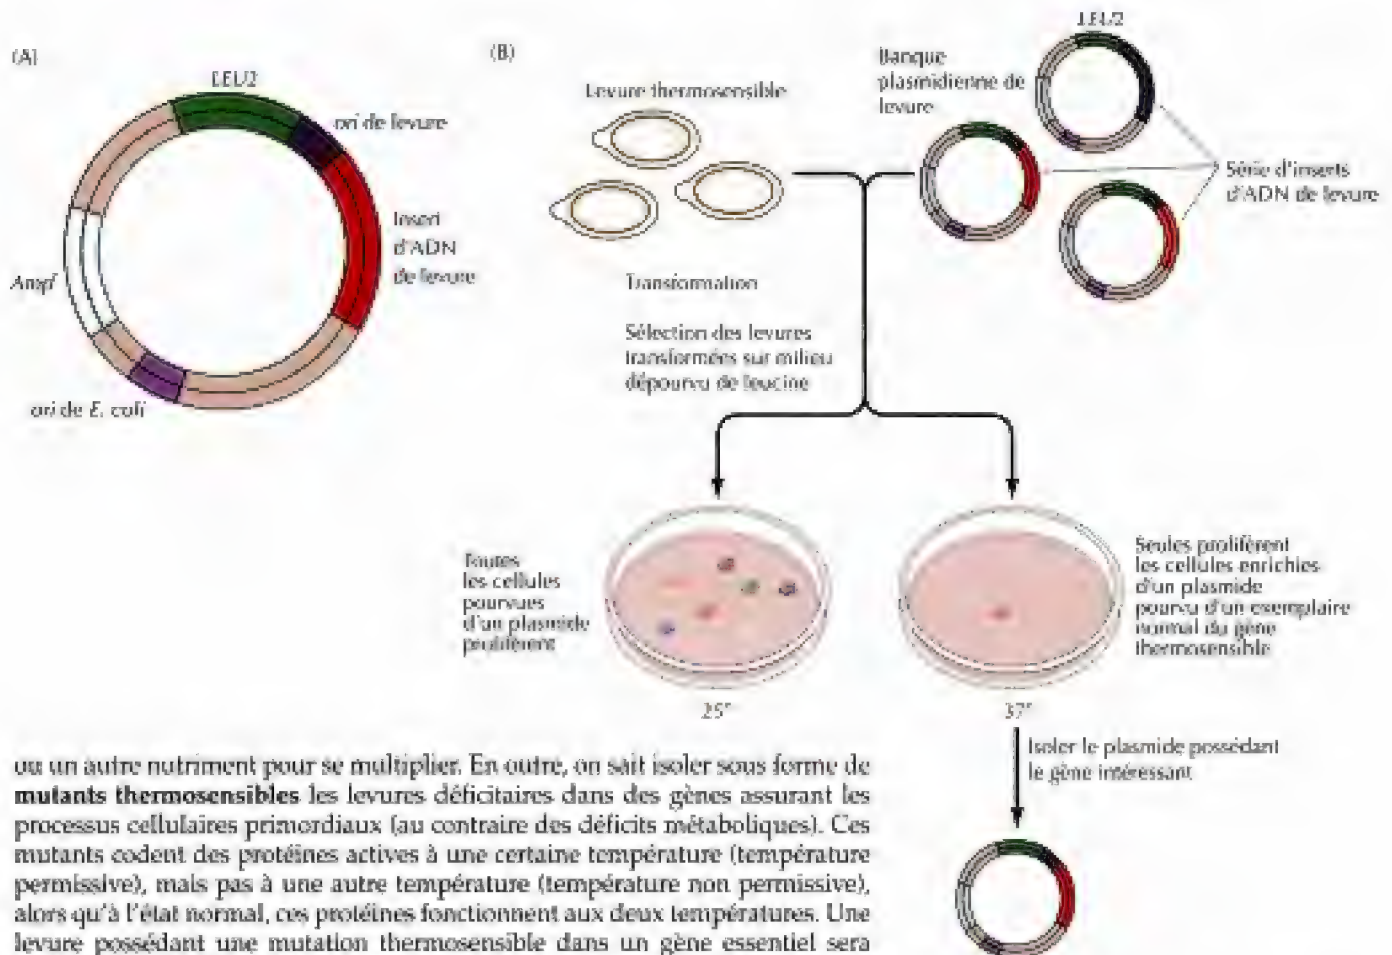 (A)
LEU2
ori de levure
Insert
d'ADN
de levure
Ampʳ
ori de E. coli
(B)
Levure thermosensible
Banque
plasmidienne de
levure
LEU2
Série d'inserts
d'ADN de levure
Transformation
Sélection des levures
transformées sur milieu
dépourvu de leucine
Toutes
les cellules
pourvues
d'un plasmide
prolifèrent
25°
Seules prolifèrent
les cellules enrichies
d'un plasmide
pourvu d'un exemplaire
normal du gène
thermosensible
37°
Isoler le plasmide possédant
le gène intéressant
ou un autre nutriment pour se multiplier. En outre, on sait isoler sous forme de
mutants thermosensibles les levures déficitaires dans des gènes assurant les
processus cellulaires primordiaux (au contraire des déficits métaboliques). Ces
mutants codent des protéines actives à une certaine température (température
permissive), mais pas à une autre température (température non permissive),
alors qu'à l'état normal, ces protéines fonctionnent aux deux températures. Une
levure possédant une mutation thermosensible dans un gène essentiel sera